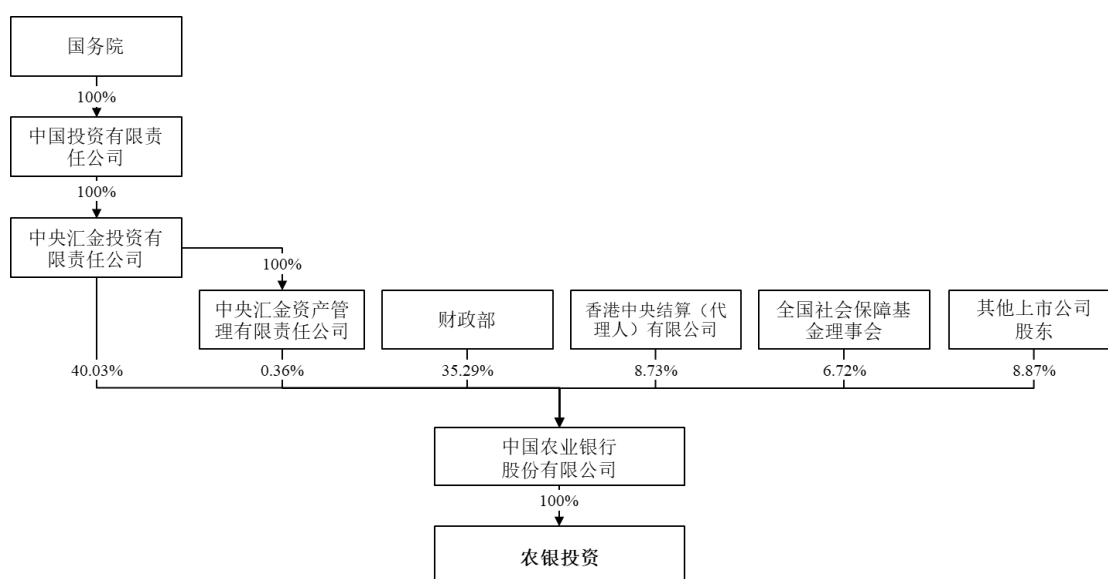 国务院
100%
中国投资有限责
任公司
100%
中央汇金投资有
限责任公司
100%
中央汇金资产管
理有限责任公司
财政部
香港中央结算（代
理人）有限公司
全国社会保障基
金理事会
其他上市公司
股东
40.03%
0.36%
35.29%
8.73%
6.72%
8.87%
中国农业银行
股份有限公司
100%
农银投资